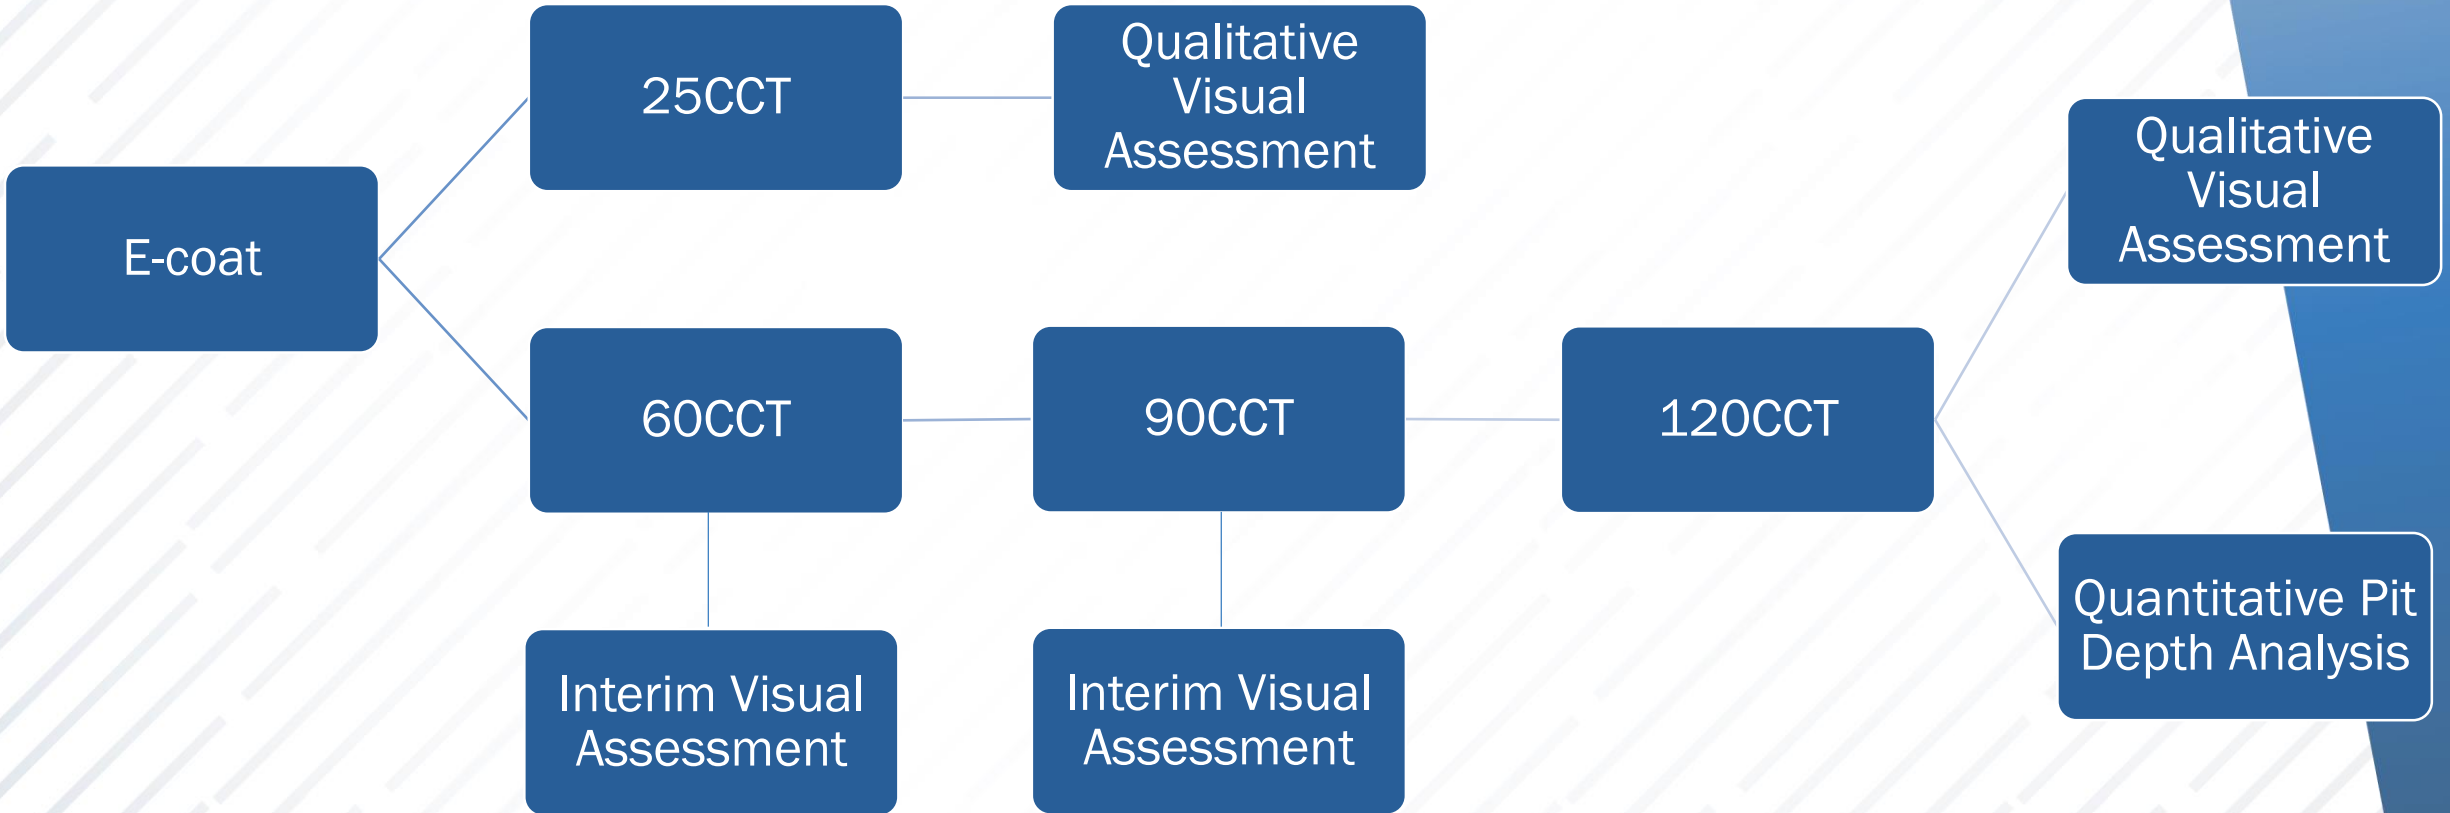 E-coat
25CCT
Qualitative
Visual
Assessment
60CCT
Interim Visual
Assessment
90CCT
Interim Visual
Assessment
120CCT
Qualitative
Visual
Assessment
Quantitative Pit
Depth Analysis